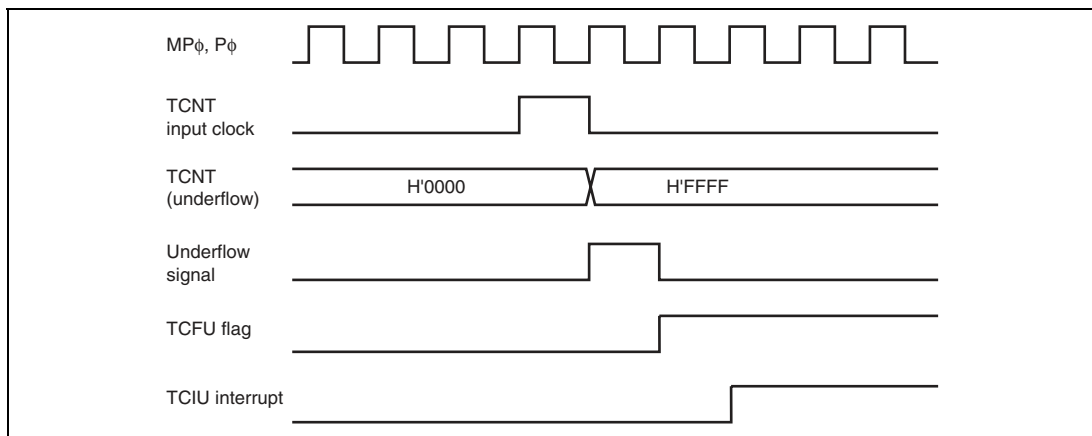 MPϕ, Pϕ
TCNT
input clock
TCNT
(underflow)
H'0000
H'FFFF
Underflow
signal
TCFU flag
TCIU interrupt